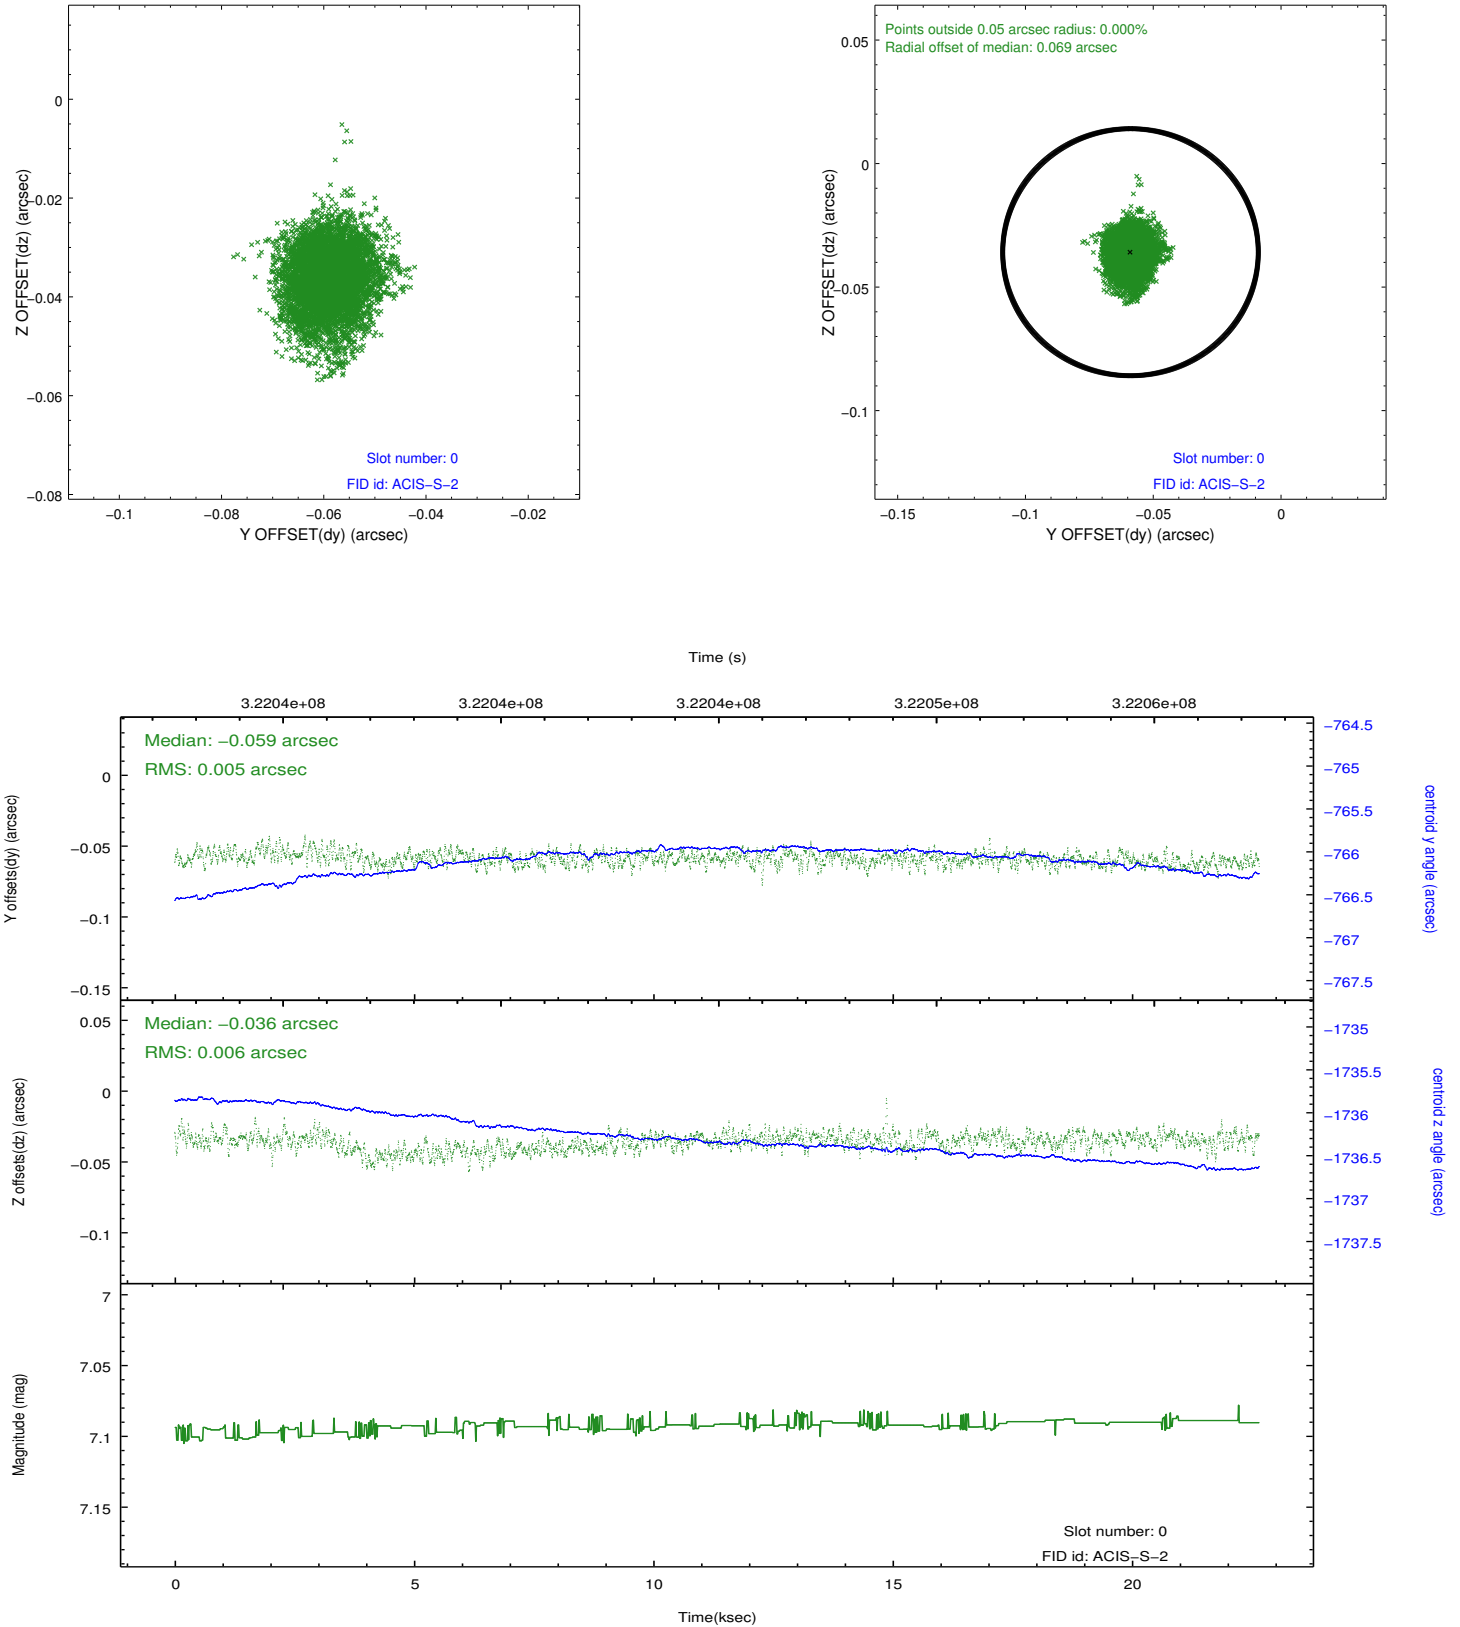 0
−0.02
−0.04
−0.06
−0.08
Z OFFSET(dz) (arcsec)
Slot number: 0
FID id: ACIS−S−2
−0.1
−0.08
−0.06
−0.04
−0.02
Y OFFSET(dy) (arcsec)
Points outside 0.05 arcsec radius: 0.000%
Radial offset of median: 0.069 arcsec
0.05
0
−0.05
−0.1
Z OFFSET(dz) (arcsec)
Slot number: 0
FID id: ACIS−S−2
−0.15
−0.1
−0.05
0
Y OFFSET(dy) (arcsec)
Time (s)
3.2204e+08
3.2204e+08
3.2204e+08
3.2205e+08
3.2206e+08
Median: −0.059 arcsec
RMS: 0.005 arcsec
0
−0.05
−0.1
−0.15
Y offsets(dy) (arcsec)
−764.5
−765
−765.5
−766
−766.5
−767
−767.5
centroid y angle (arcsec)
Median: −0.036 arcsec
RMS: 0.006 arcsec
0.05
0
−0.05
−0.1
Z offsets(dz) (arcsec)
−1735
−1735.5
−1736
−1736.5
−1737
−1737.5
centroid z angle (arcsec)
7
7.05
7.1
7.15
Magnitude (mag)
Slot number: 0
FID id: ACIS−S−2
0
5
10
15
20
Time(ksec)